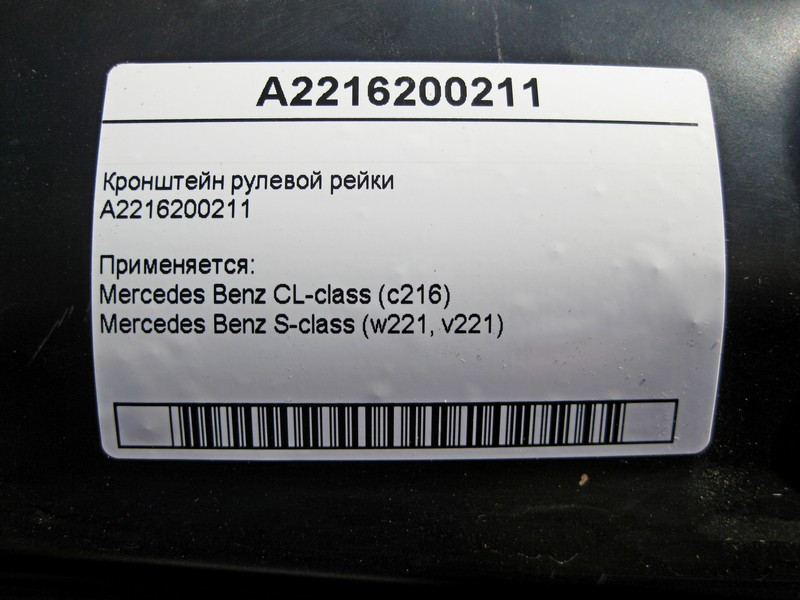 A2216200211
Кронштейн рулевой рейки
A2216200211
Применяется:
Mercedes Benz CL-class (c216)
Mercedes Benz S-class (w221, v221)